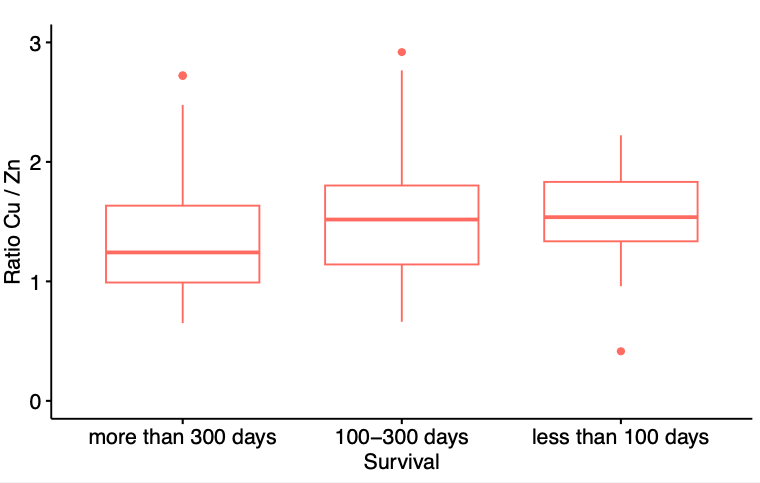 Ratio Cu / Zn
3
2
1
0
more than 300 days
100−300 days
less than 100 days
Survival